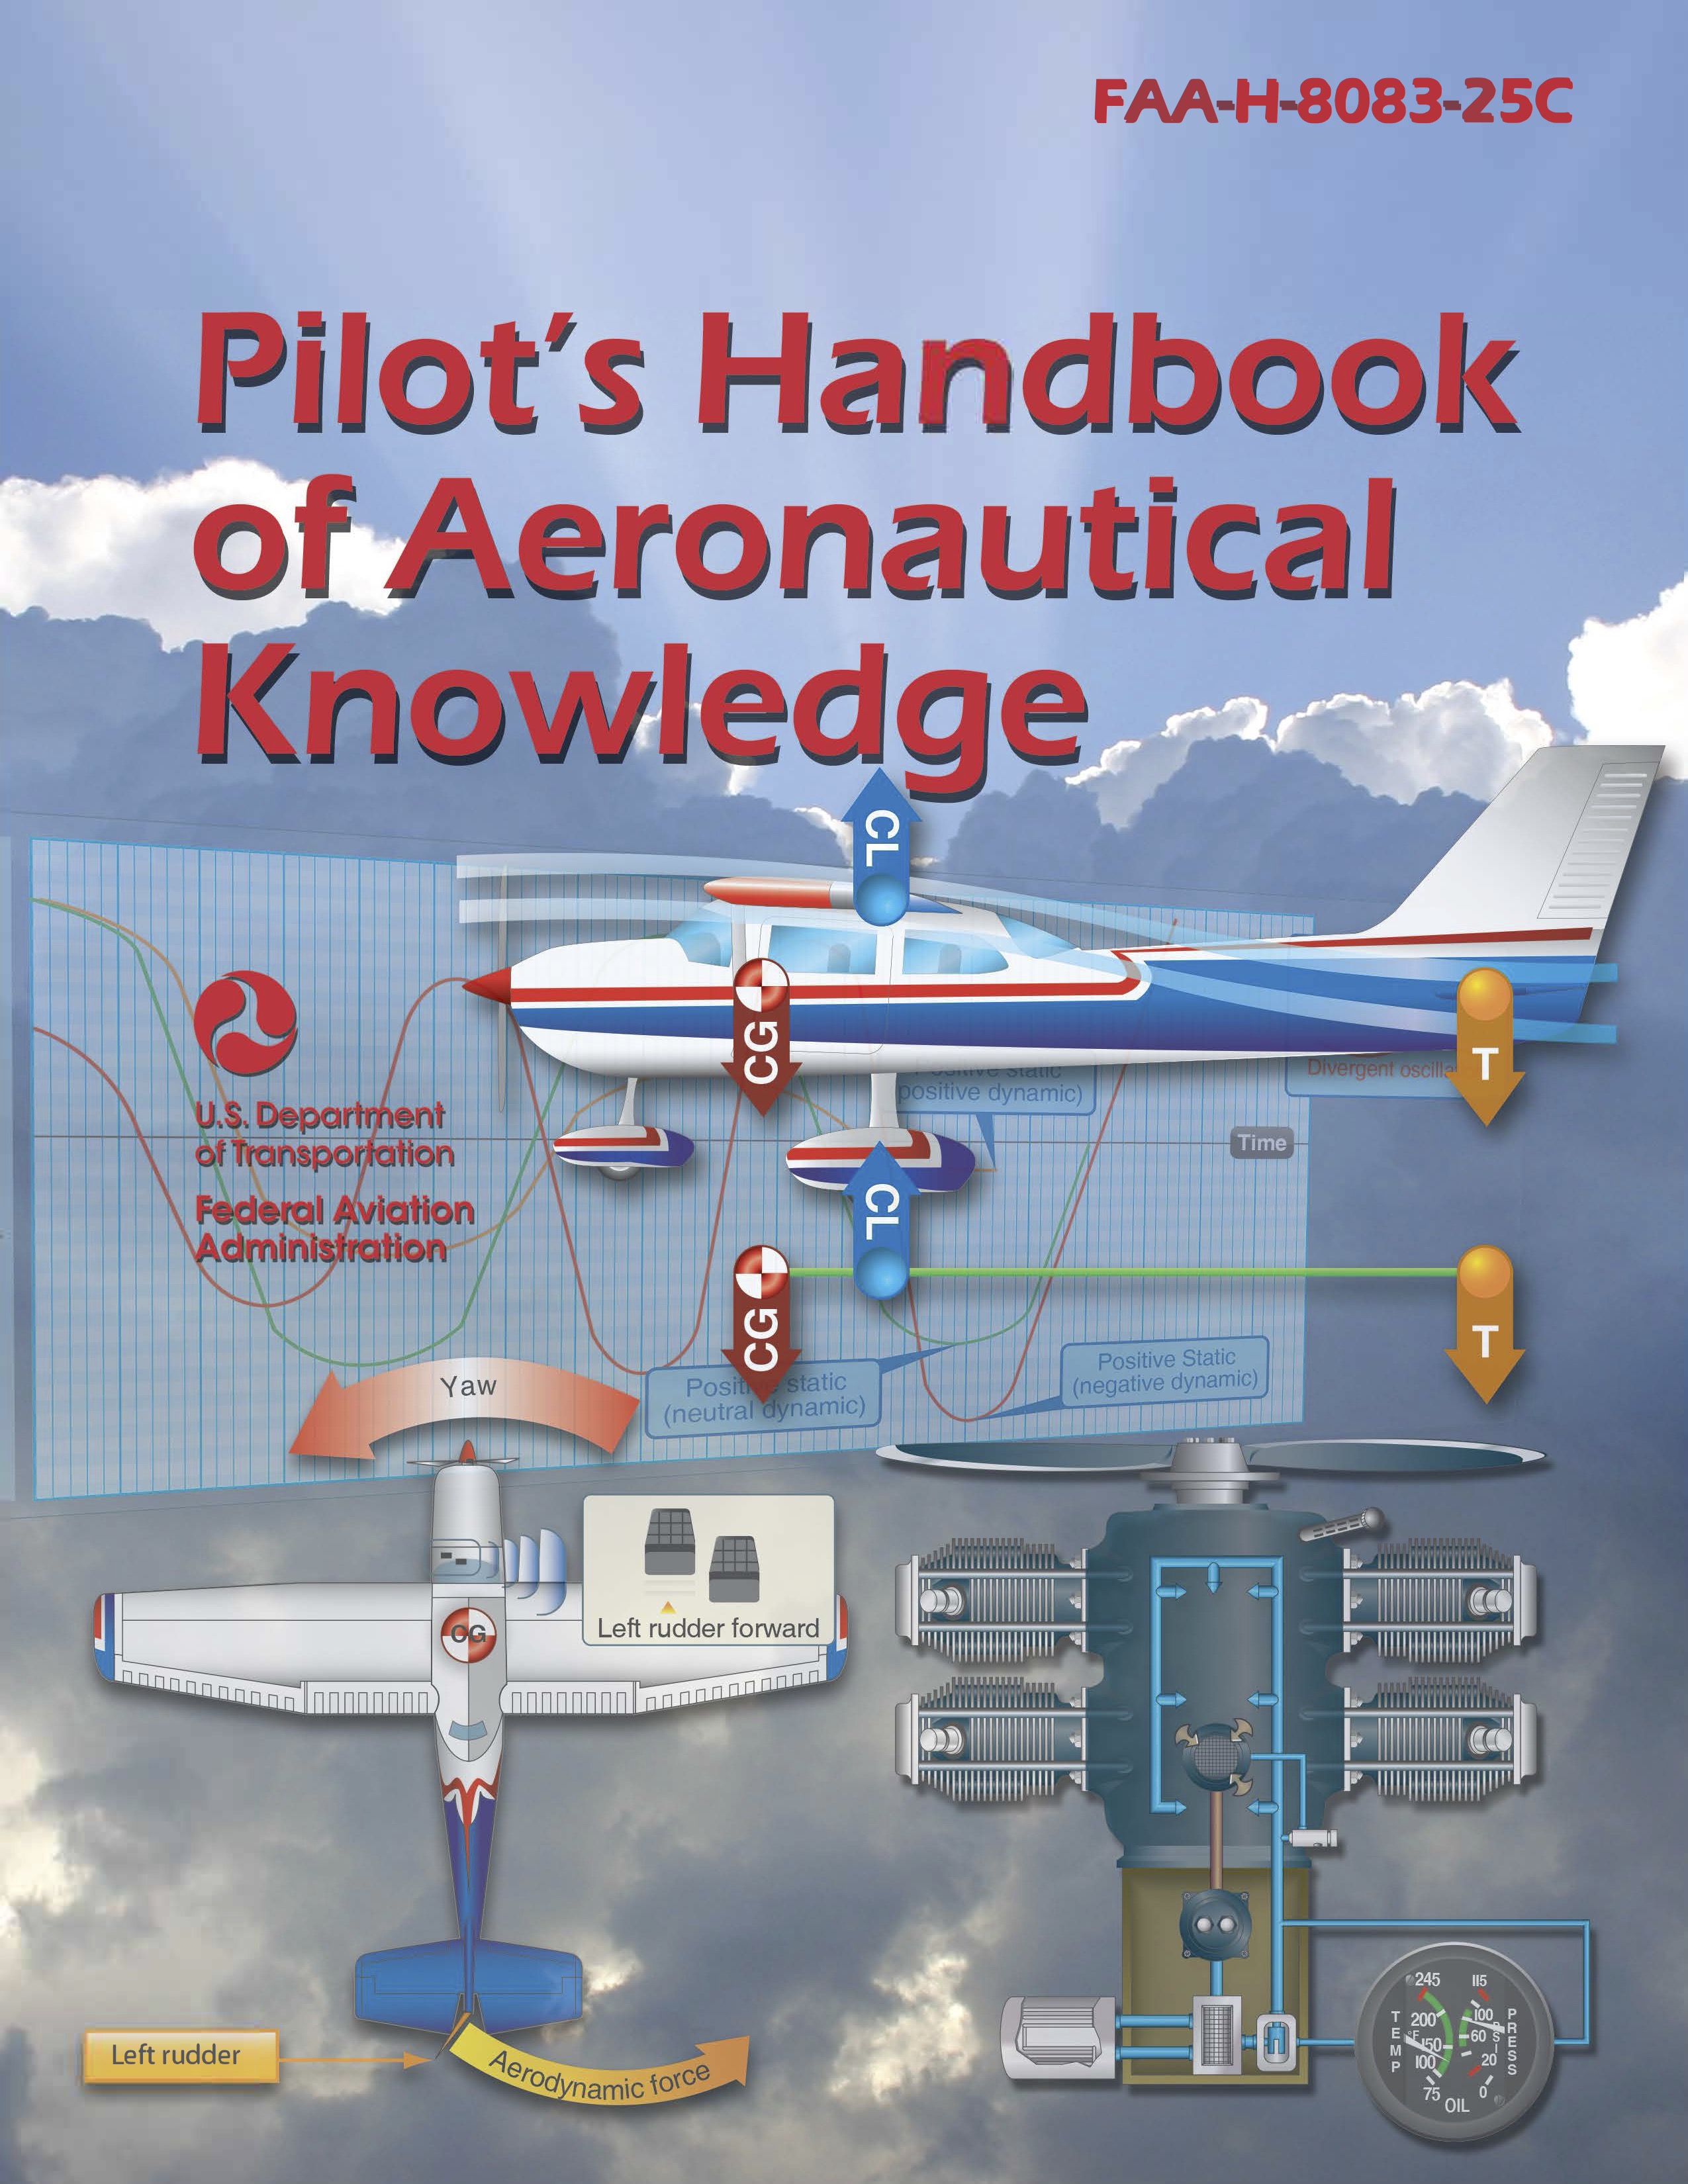 FAA-H-8083-25C
Pilot’s Handbook
of Aeronautical
Knowledge
CL
CG
T
U.S. Department
of Transportation
Federal Aviation
Administration
positive dynamic)
Divergent
Time
CL
CG
T
static
(neutral dynamic)
Positive Static
(negative dynamic)
Yaw
Left rudder forward
CG
Left rudder
Aerodynamic force
245
200
150
100
75
°F
TEMP
115
100
60
20
0
PSI
PRESS
OIL